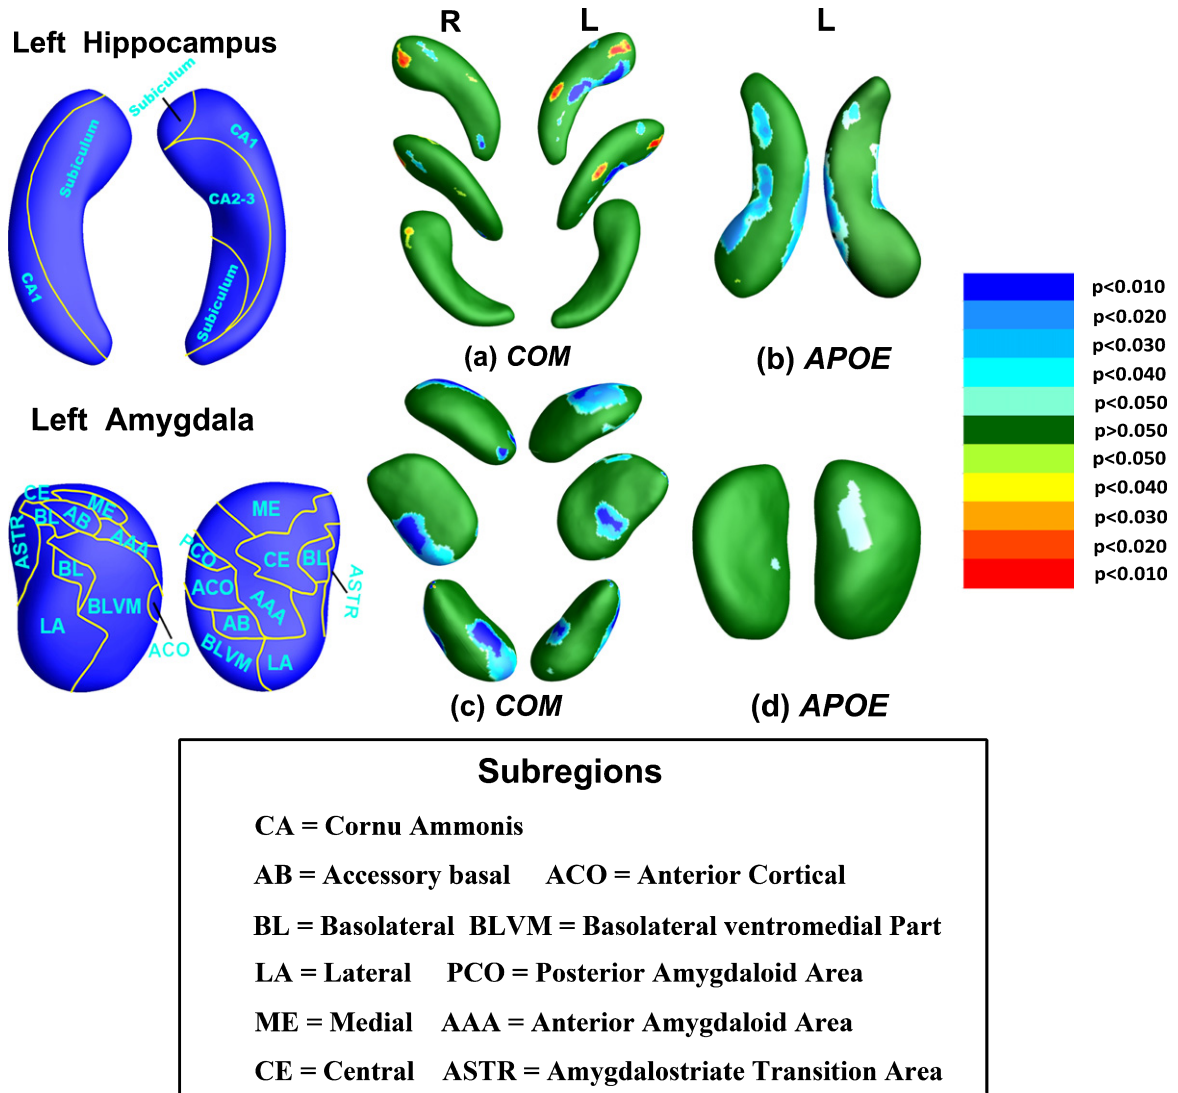 Left Hippocampus
Subiculum
Subiculum
CA1
CA1
CA2-3
Subiculum
R
L
L
(a) COM
(b) APOE
p<0.010
p<0.020
p<0.030
p<0.040
p<0.050
p>0.050
p<0.050
p<0.040
p<0.030
p<0.020
p<0.010
Left Amygdala
CE
ME
BL
AB
ASTR
AAA
BL
BLVM
LA
ACO
ME
PCO
CE
BL
ACO
AAA
ASTR
AB
BLVM
LA
(c) COM
(d) APOE
Subregions
CA = Cornu Ammonis
AB = Accessory basal ACO = Anterior Cortical
BL = Basolateral BLVM = Basolateral ventromedial Part
LA = Lateral PCO = Posterior Amygdaloid Area
ME = Medial AAA = Anterior Amygdaloid Area
CE = Central ASTR = Amygdalostriate Transition Area